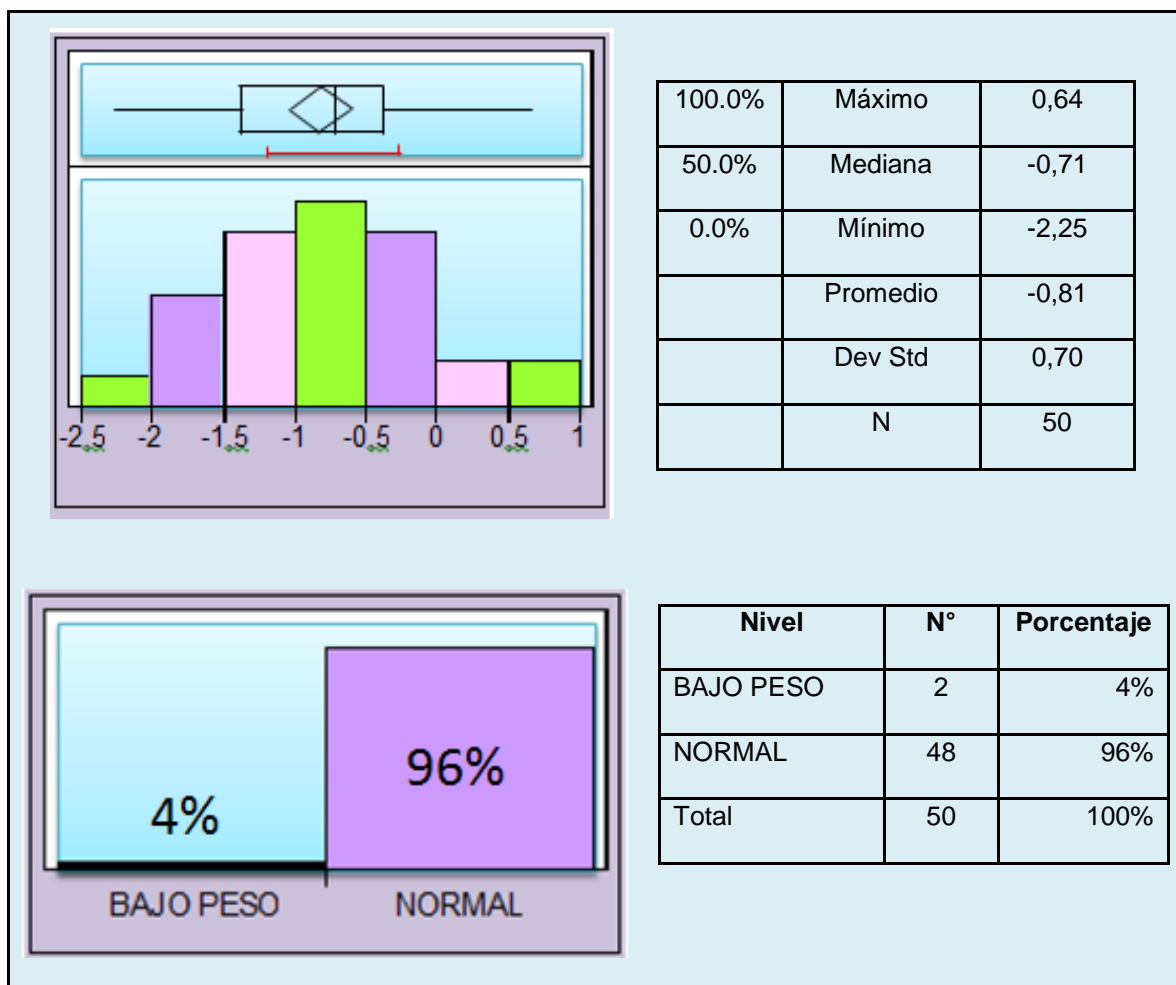 100.0% Máximo 0,64
50.0% Mediana -0,71
0.0% Mínimo -2,25
Promedio -0,81
Dev Std 0,70
N 50
-2,5 -2 -1,5 -1 -0,5 0 0,5 1
Nivel N° Porcentaje
BAJO PESO 2 4%
NORMAL 48 96%
Total 50 100%
4% 96%
BAJO PESO NORMAL